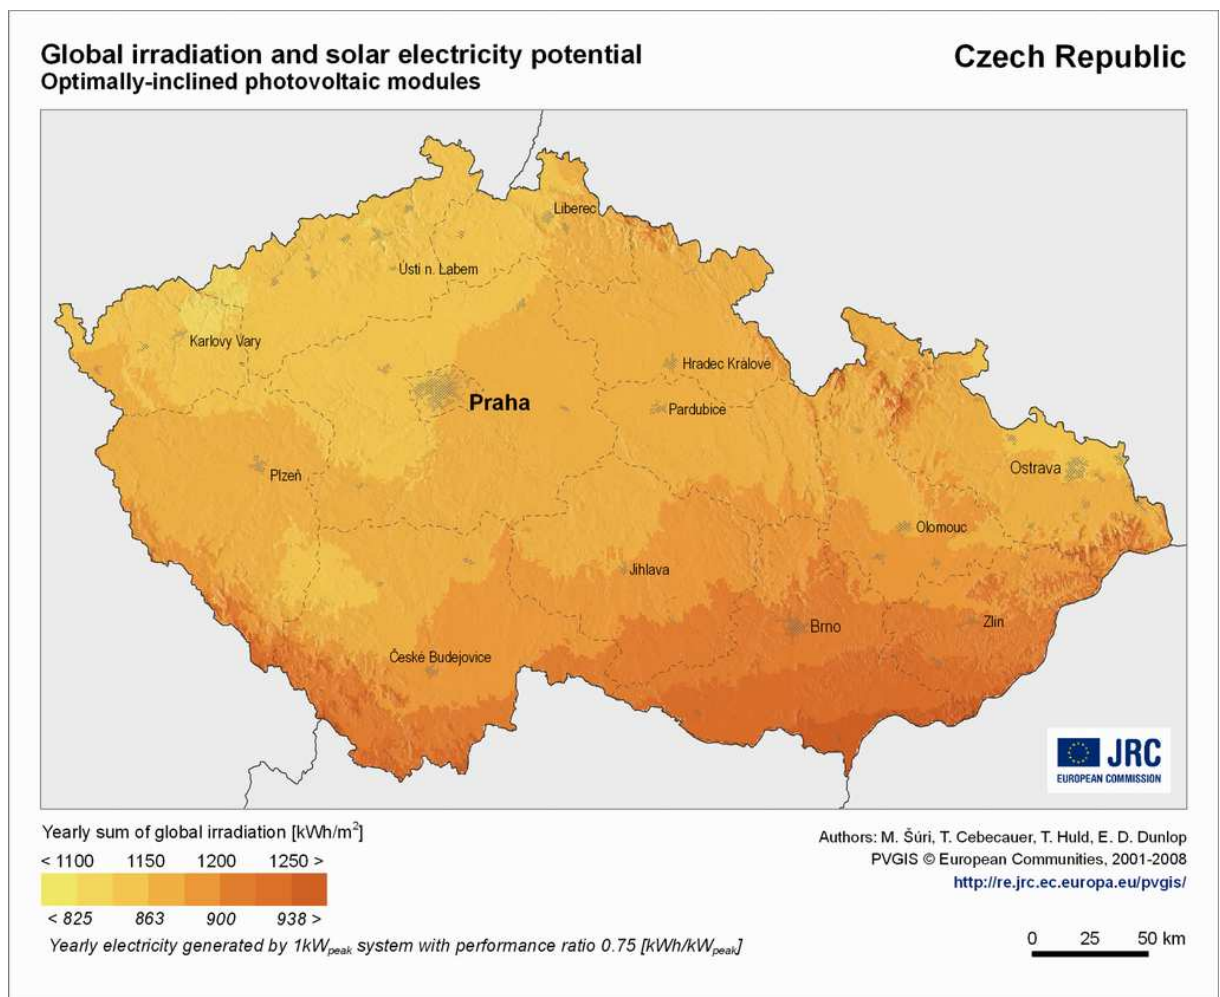 Global irradiation and solar electricity potential
Optimally-inclined photovoltaic modules
Czech Republic
Liberec
Ústi n. Labem
Karlovy Vary
Hradec Králové
Praha
Pardubice
Plzeň
Ostrava
Olomouc
Jihlava
Brno
Zlin
České Budejovice
JRC
EUROPEAN COMMISSION
Yearly sum of global irradiation [kWh/m²]
< 1100 1150 1200 1250 >
< 825 863 900 938 >
Yearly electricity generated by 1kWpeak system with performance ratio 0.75 [kWh/kWpeak]
Authors: M. Šúri, T. Cebecauer, T. Huld, E. D. Dunlop
PVGIS © European Communities, 2001-2008
http://re.jrc.ec.europa.eu/pvgis/
0 25 50 km